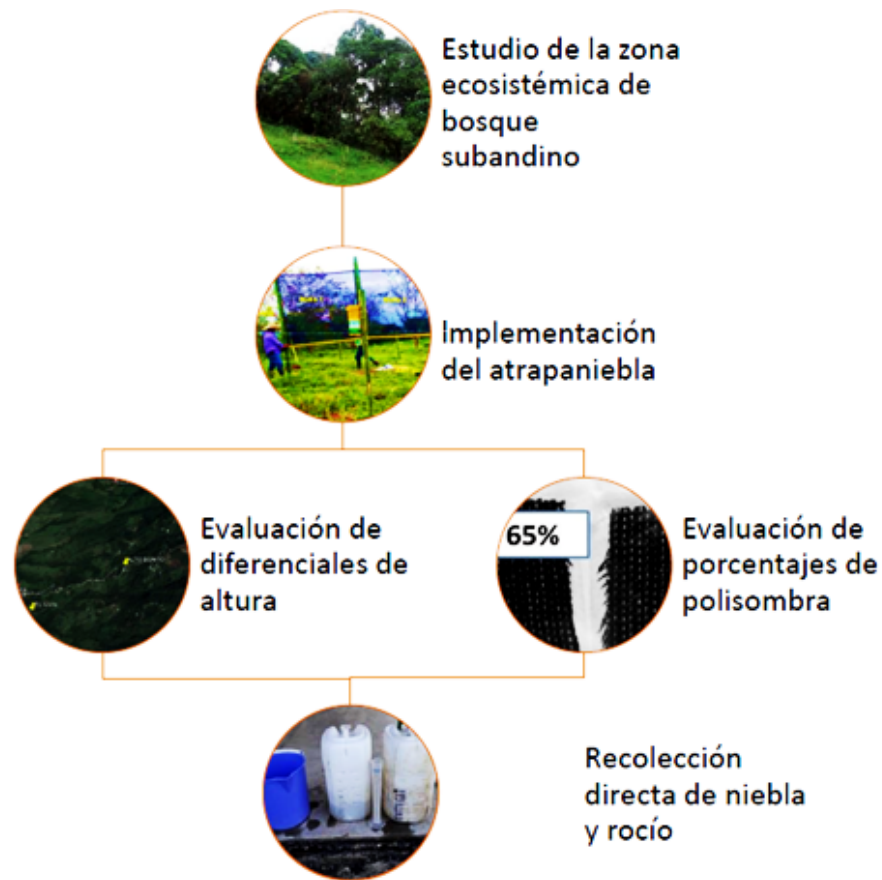 Estudio de la zona
ecosistémica de
bosque
subandino
Implementación
del atrapaniebla
Evaluación de
diferenciales de
altura
65%
Evaluación de
porcentajes de
polisombra
Recolección
directa de niebla
y rocío